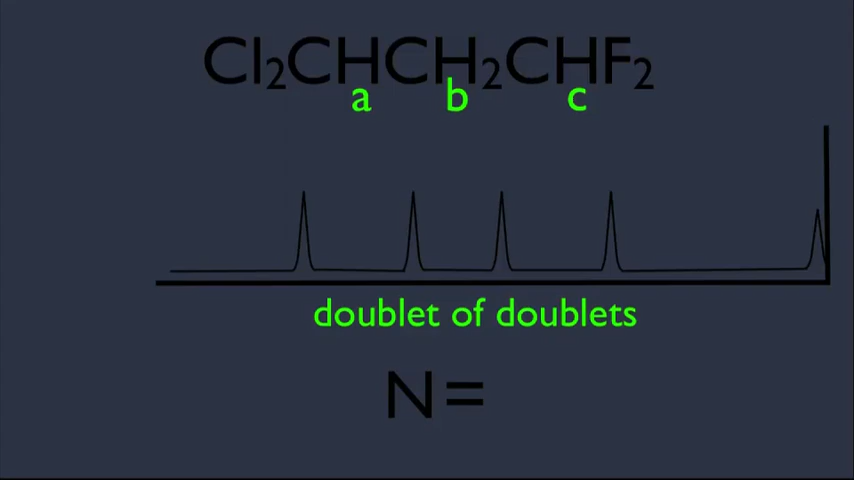 Cl₂CHCH₂CHF₂
a b c
doublet of doublets
N=